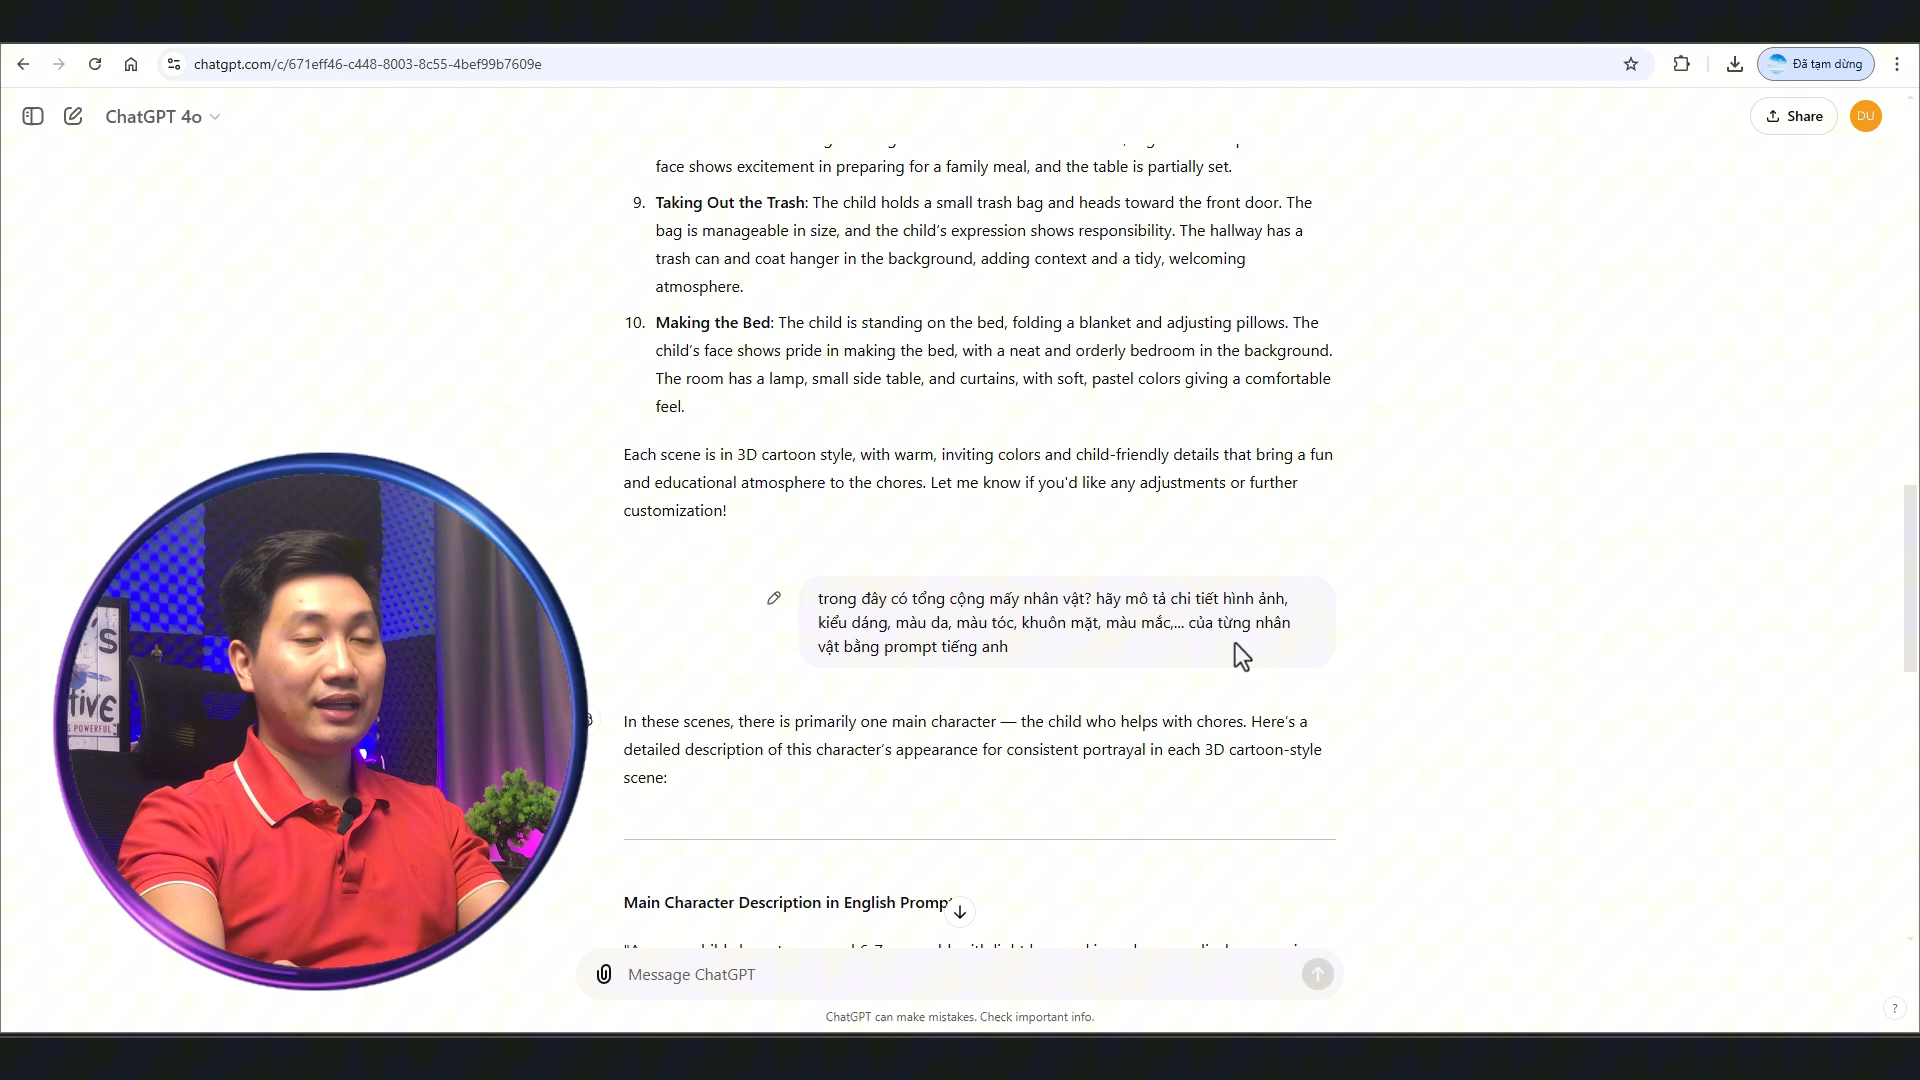 chatgpt.com/c/671eff46-c448-8003-8c55-4bef99b7609e
Đã tạm dừng
ChatGPT 4o
Share
DU
face shows excitement in preparing for a family meal, and the table is partially set.
9. Taking Out the Trash: The child holds a small trash bag and heads toward the front door. The
bag is manageable in size, and the child's expression shows responsibility. The hallway has a
trash can and coat hanger in the background, adding context and a tidy, welcoming
atmosphere.
10. Making the Bed: The child is standing on the bed, folding a blanket and adjusting pillows. The
child's face shows pride in making the bed, with a neat and orderly bedroom in the background.
The room has a lamp, small side table, and curtains, with soft, pastel colors giving a comfortable
feel.
Each scene is in 3D cartoon style, with warm, inviting colors and child-friendly details that bring a fun
and educational atmosphere to the chores. Let me know if you'd like any adjustments or further
customization!
trong đây có tổng cộng mấy nhân vật? hãy mô tả chi tiết hình ảnh,
kiểu dáng, màu da, màu tóc, khuôn mặt, màu mắc,... của từng nhân
vật bằng prompt tiếng anh
In these scenes, there is primarily one main character — the child who helps with chores. Here's a
detailed description of this character's appearance for consistent portrayal in each 3D cartoon-style
scene:
Main Character Description in English Promp
Message ChatGPT
ChatGPT can make mistakes. Check important info.
?
S
tive
S POWERFUL